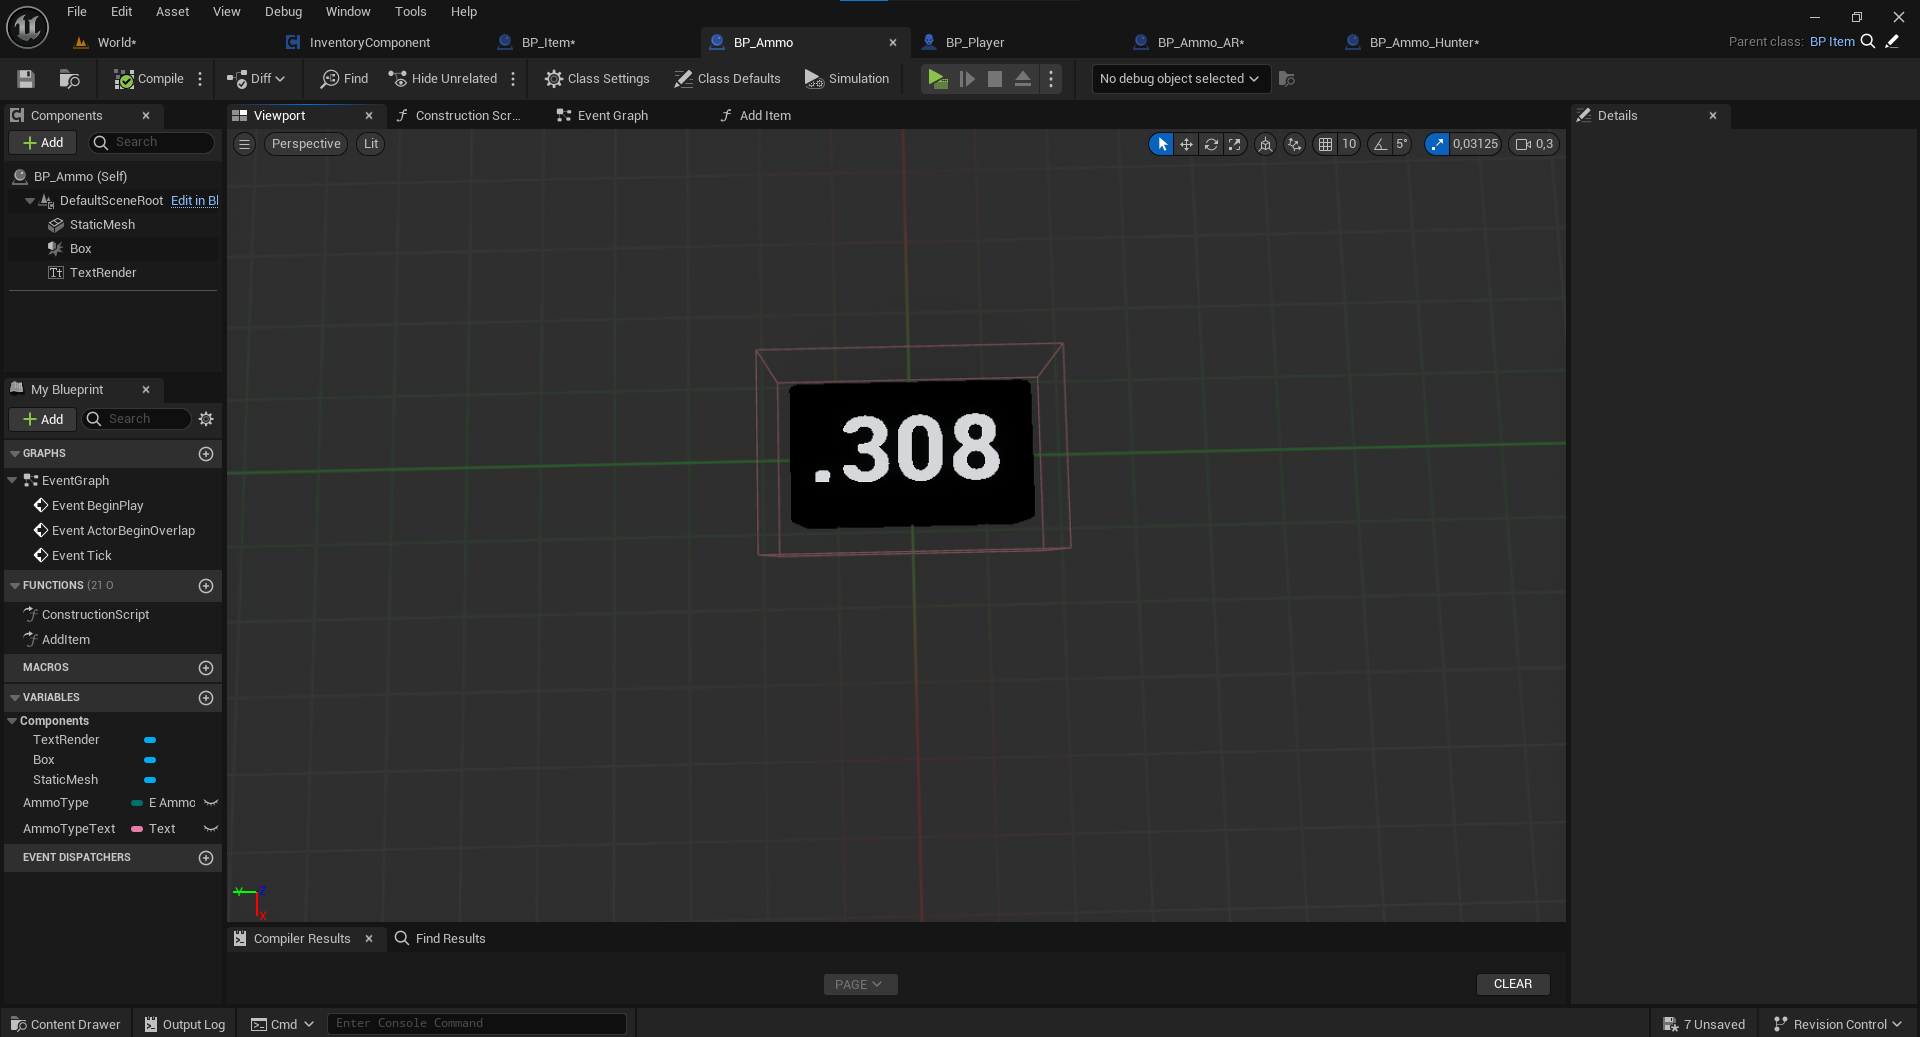 File Edit Asset View Debug Window Tools Help
World* InventoryComponent BP_Item* BP_Ammo BP_Player BP_Ammo_AR* BP_Ammo_Hunter* Parent class: BP Item
Compile Diff Find Hide Unrelated Class Settings Class Defaults Simulation No debug object selected
Components
Add Search
BP_Ammo (Self)
DefaultSceneRoot Edit in Bl
StaticMesh
Box
TextRender
My Blueprint
Add Search
GRAPHS
EventGraph
Event BeginPlay
Event ActorBeginOverlap
Event Tick
FUNCTIONS (21 O
ConstructionScript
AddItem
MACROS
VARIABLES
Components
TextRender
Box
StaticMesh
AmmoType E Ammo
AmmoTypeText Text
EVENT DISPATCHERS
Viewport Construction Scr... Event Graph Add Item
Perspective Lit 10 5° 0,03125 0,3
.308
Y Z
X
Compiler Results Find Results
PAGE CLEAR
Details
Content Drawer Output Log Cmd Enter Console Command 7 Unsaved Revision Control